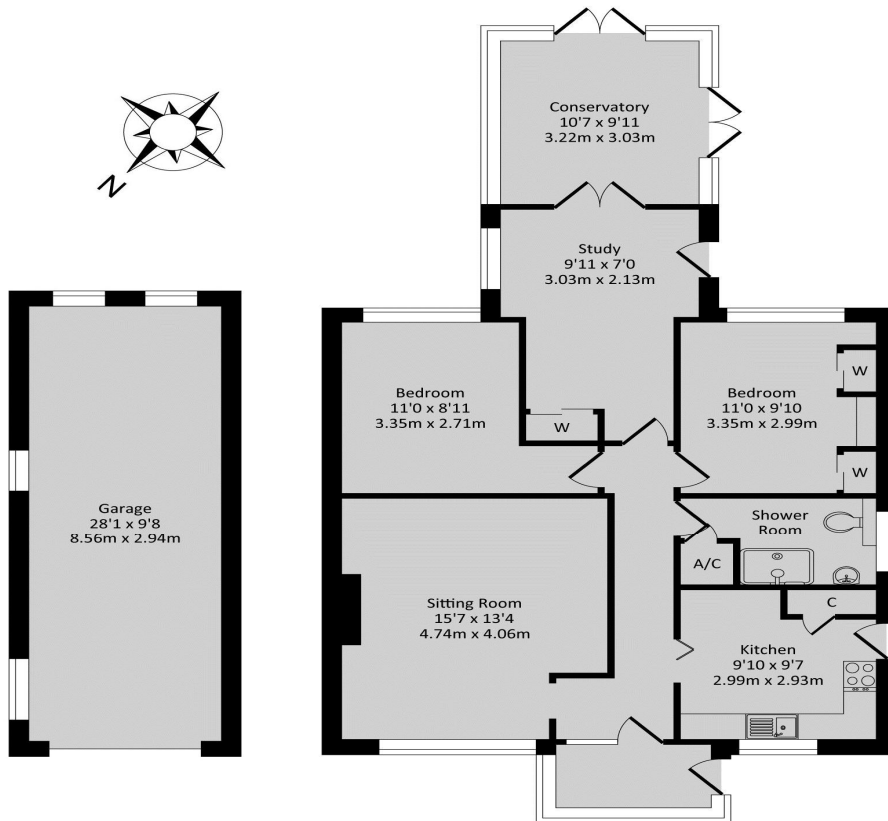 Conservatory
10'7 x 9'11
3.22m x 3.03m
N
Study
9'11 x 7'0
3.03m x 2.13m
Bedroom
11'0 x 8'11
3.35m x 2.71m
W
Bedroom
11'0 x 9'10
3.35m x 2.99m
W
W
Garage
28'1 x 9'8
8.56m x 2.94m
Shower
Room
A/C
Sitting Room
15'7 x 13'4
4.74m x 4.06m
C
Kitchen
9'10 x 9'7
2.99m x 2.93m